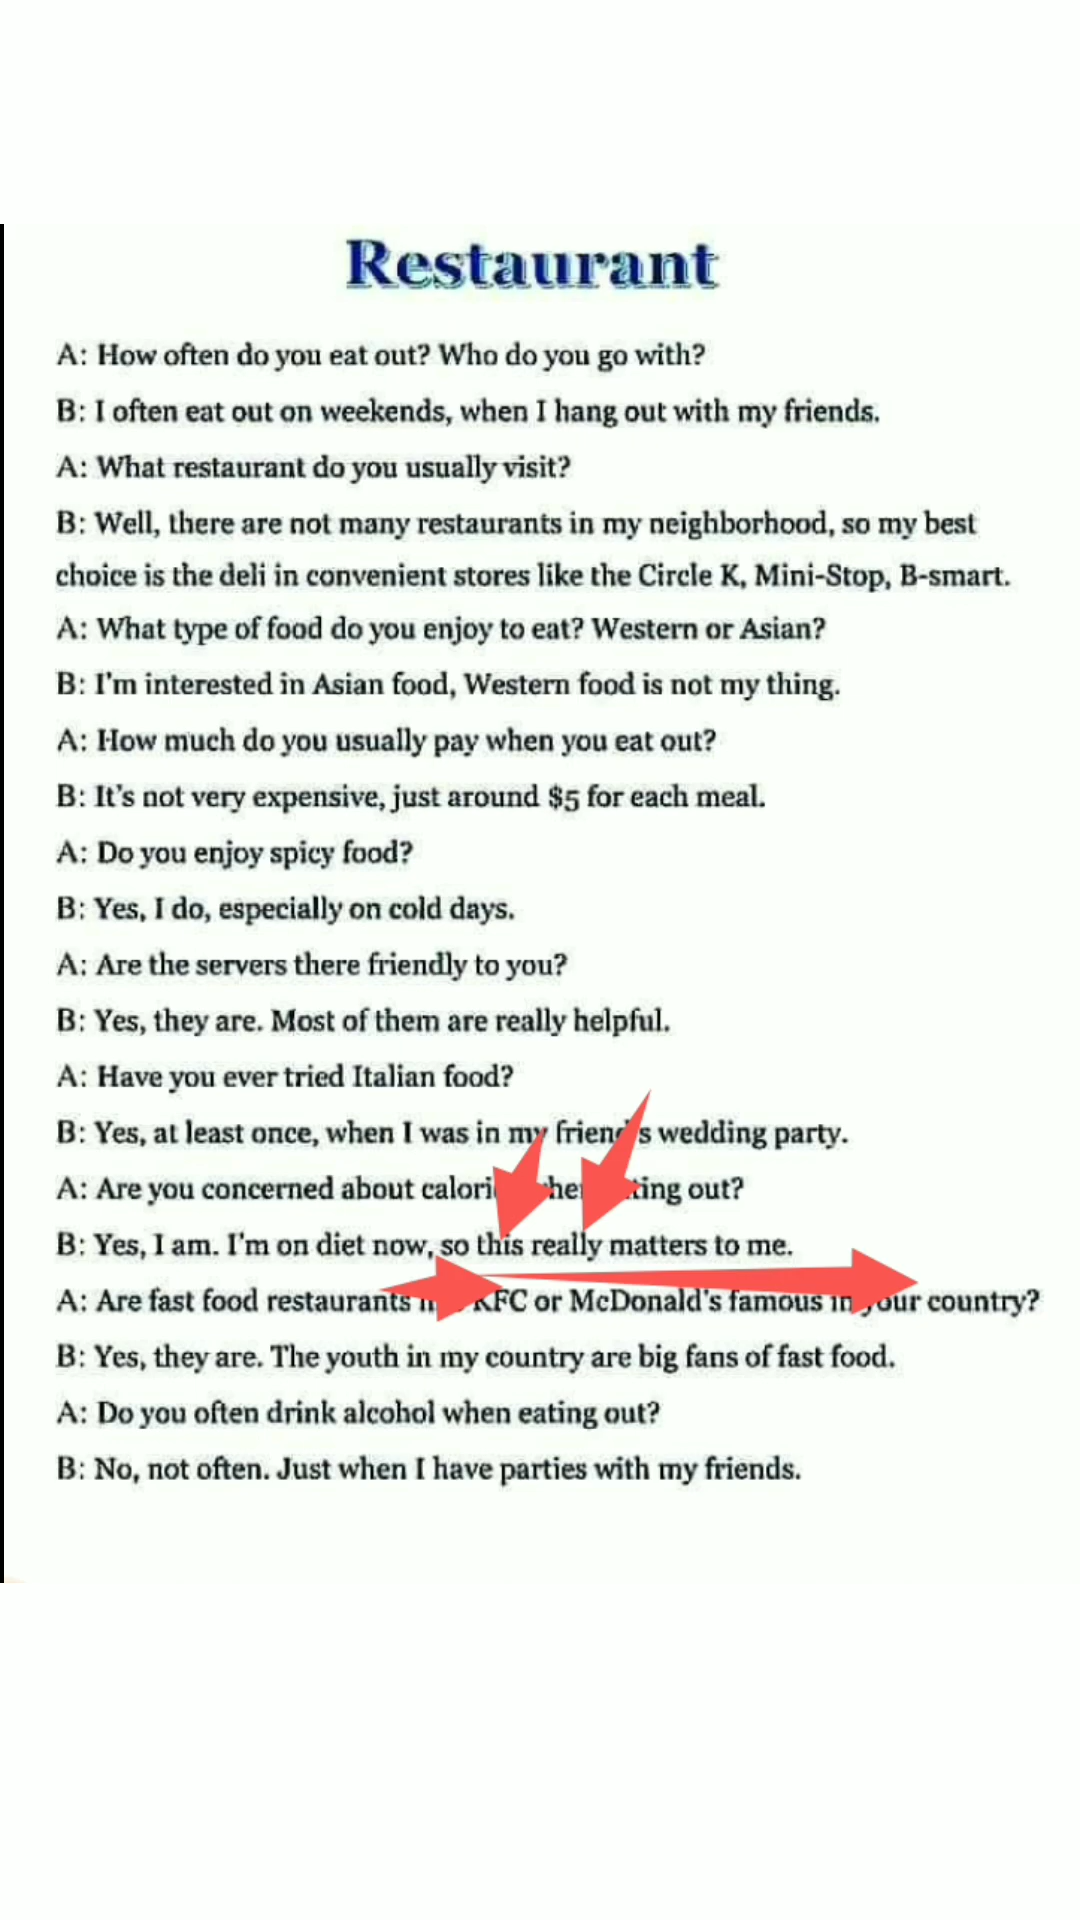 Restaurant
A: How often do you eat out? Who do you go with?
B: I often eat out on weekends, when I hang out with my friends.
A: What restaurant do you usually visit?
B: Well, there are not many restaurants in my neighborhood, so my best
choice is the deli in convenient stores like the Circle K, Mini-Stop, B-smart.
A: What type of food do you enjoy to eat? Western or Asian?
B: I'm interested in Asian food, Western food is not my thing.
A: How much do you usually pay when you eat out?
B: It's not very expensive, just around $5 for each meal.
A: Do you enjoy spicy food?
B: Yes, I do, especially on cold days.
A: Are the servers there friendly to you?
B: Yes, they are. Most of them are really helpful.
A: Have you ever tried Italian food?
B: Yes, at least once, when I was in my friend's wedding party.
A: Are you concerned about out?
B: Yes, I am. I'm on diet now, so this really matters to me.
A: Are fast food restaurants KFC or McDonald's famous in your country?
B: Yes, they are. The youth in my country are big fans of fast food.
A: Do you often drink alcohol when eating out?
B: No, not often. Just when I have parties with my friends.